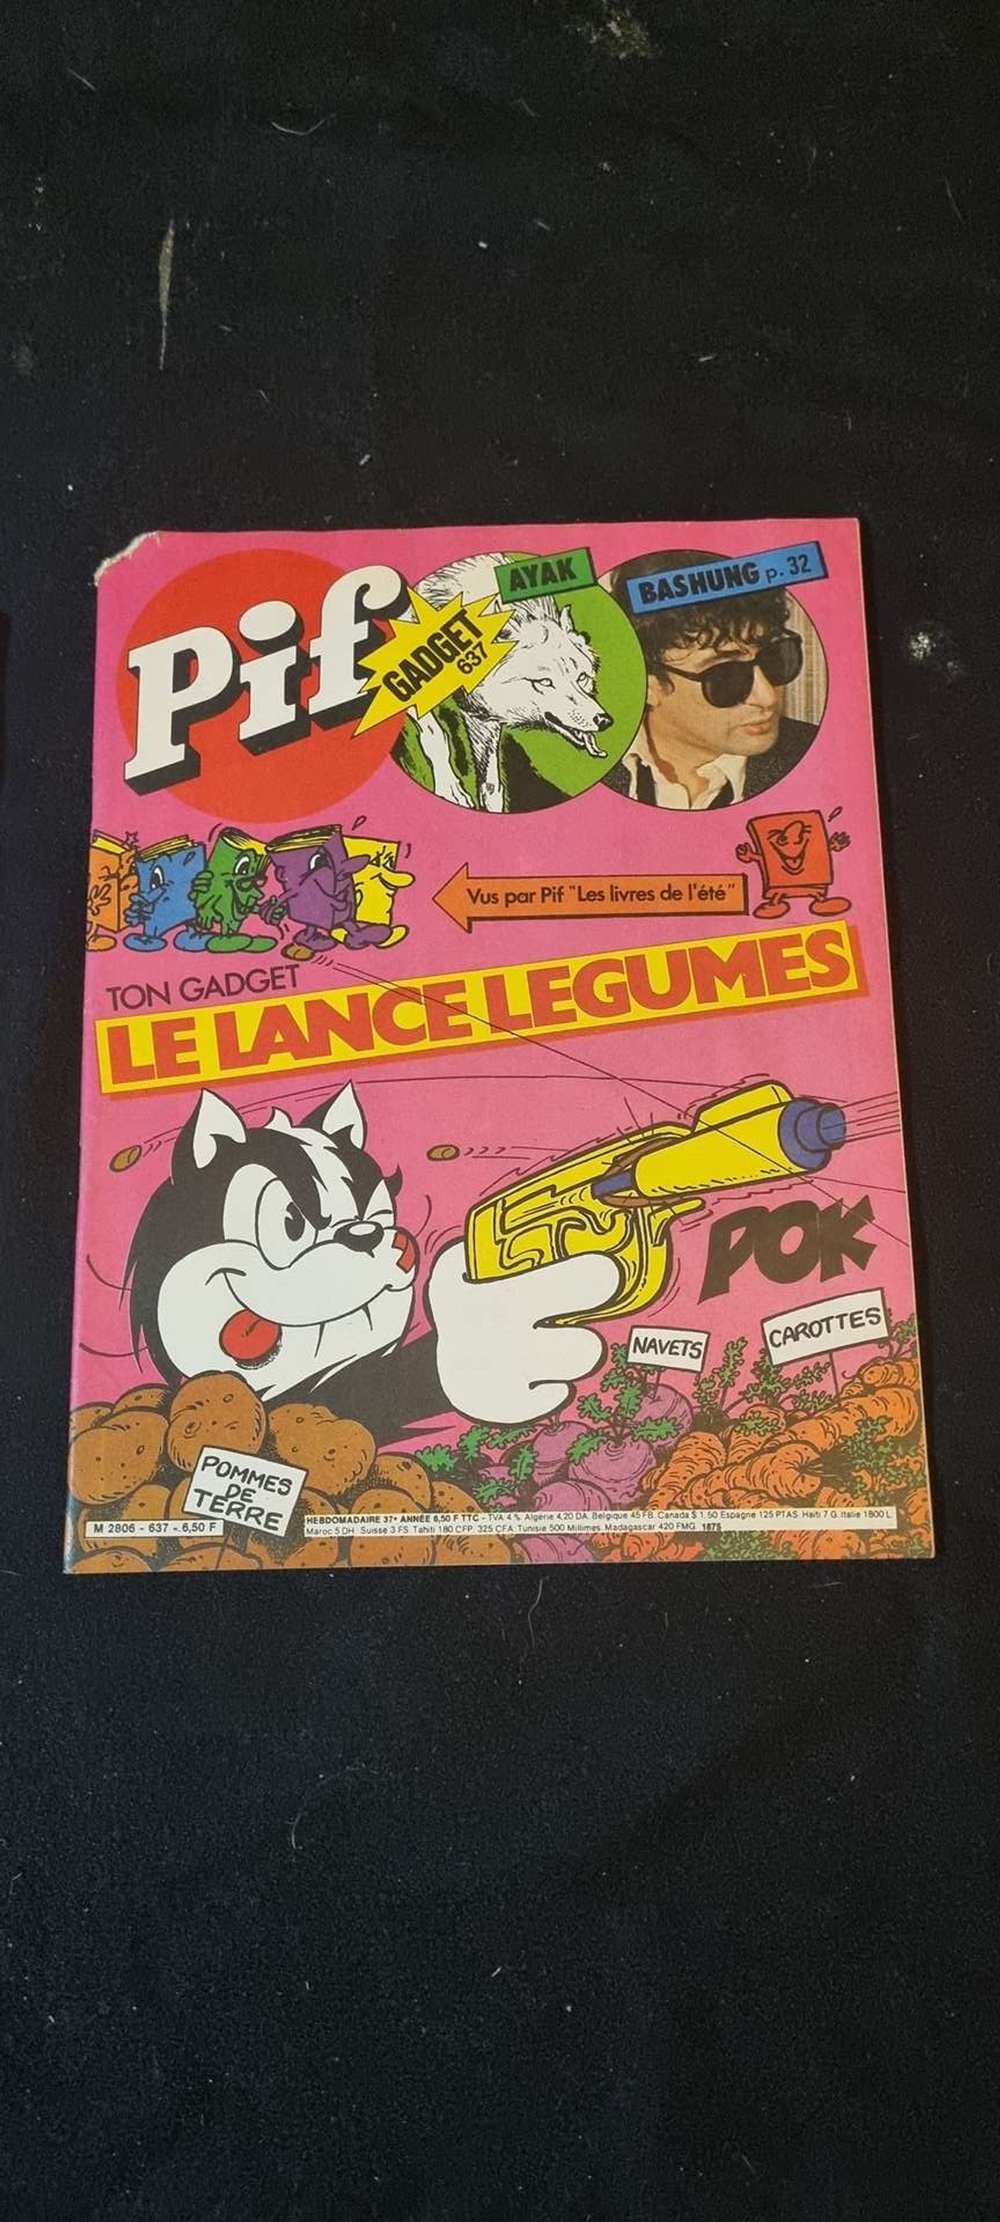 Pif
GADGET
637
AYAK
BASHUNG p. 32
Vus par Pif "Les livres de l'été"
TON GADGET
LE LANCE LEGUMES
POK
NAVETS
CAROTTES
POMMES
DE
TERRE
M 2806 - 637 - 6,50 F
HEBDOMADAIRE 37e ANNÉE 6,50 F TTC - TVA 4 % Algérie 4,20 DA. Belgique 45 FB. Canada $ 1,50 Espagne 125 PTAS. Haïti 7 G. Italie 1800 L
Maroc 5 DH. Suisse 3 FS. Tahiti 180 CFP. 325 CFA. Tunisie 500 Millimes. Madagascar 420 FMG. 1875